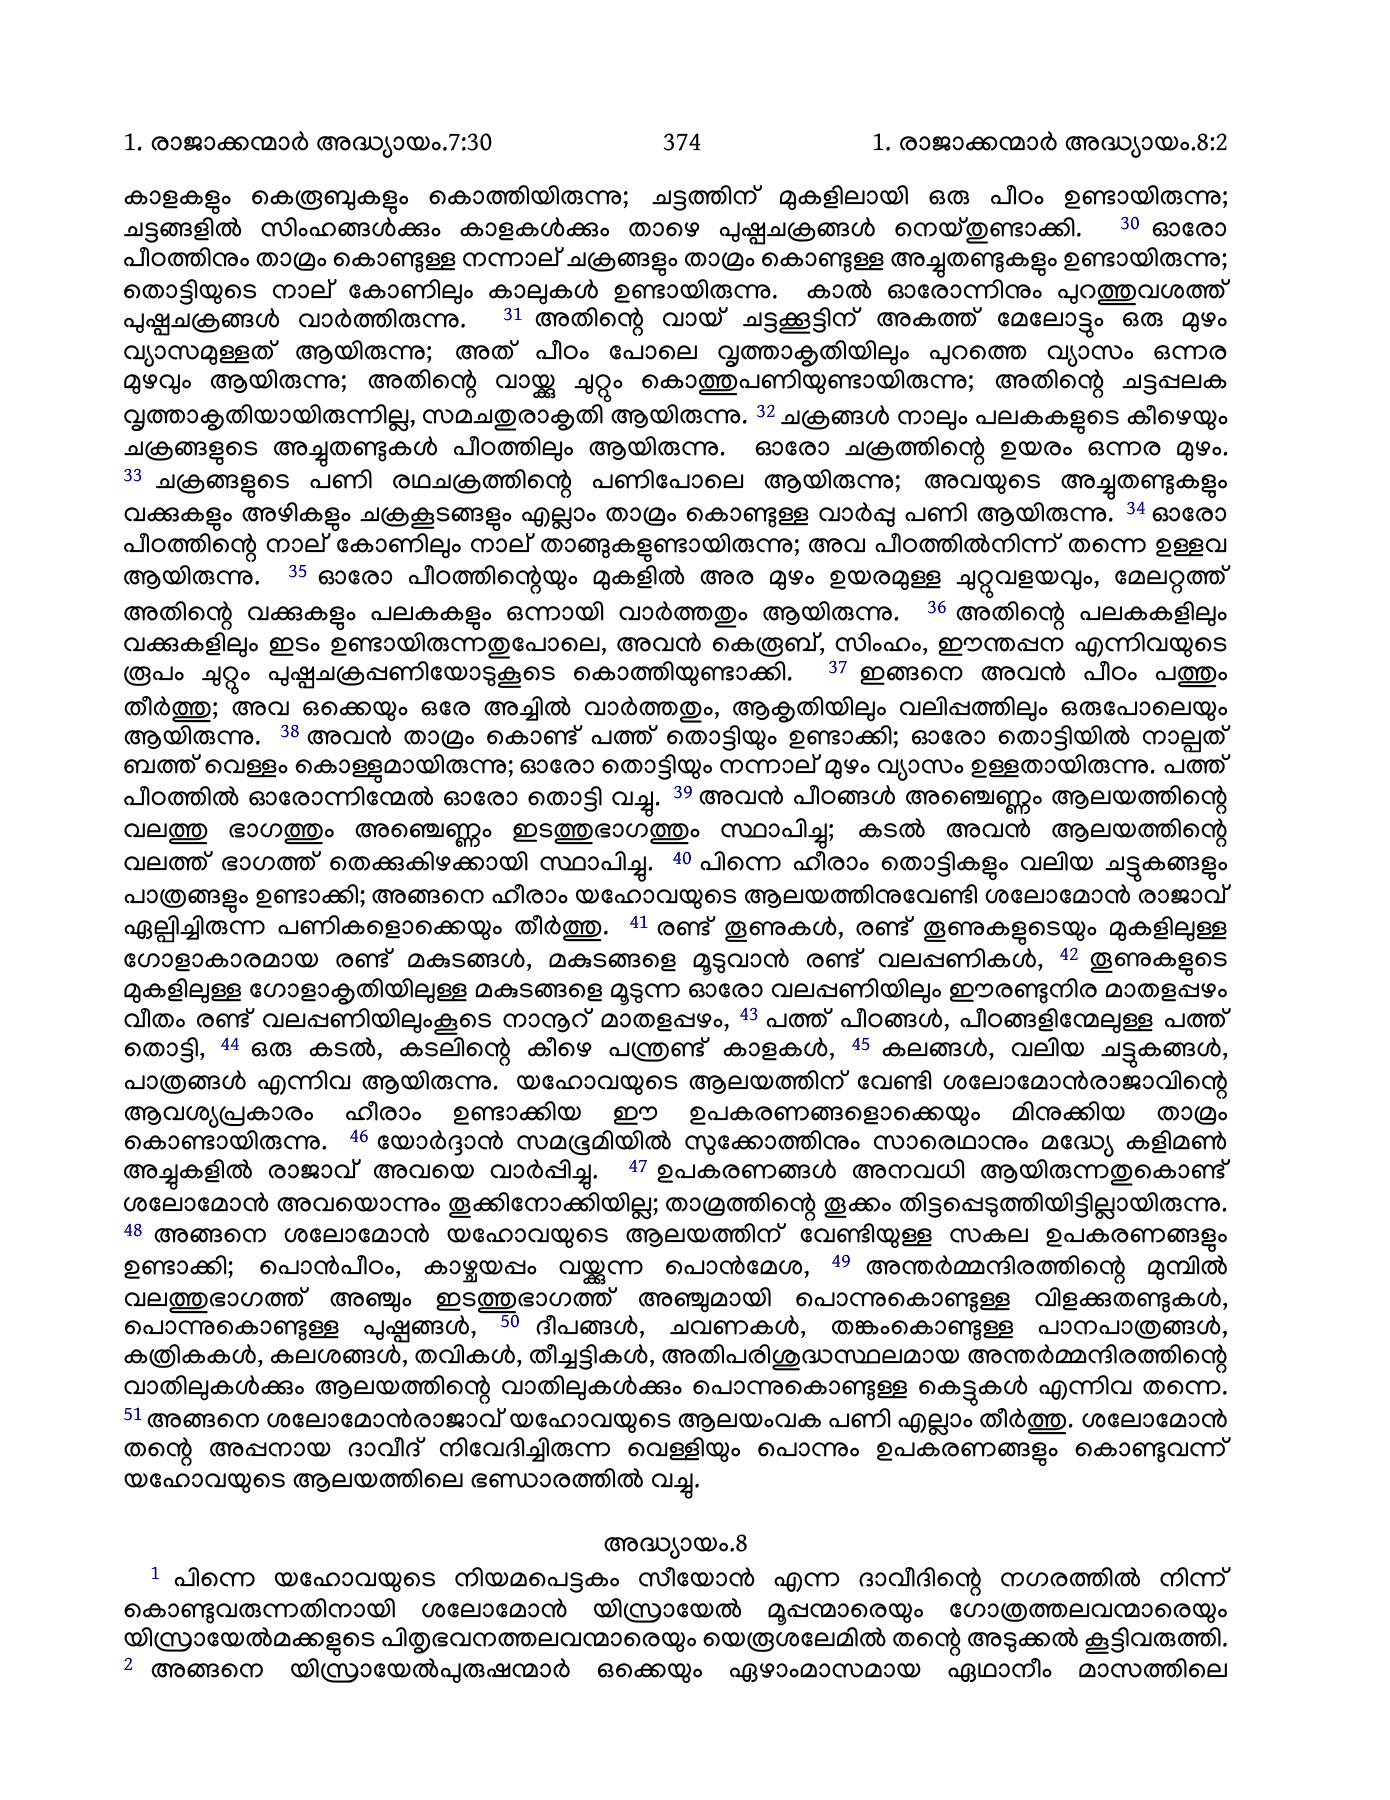 1. രാജാക്കന്മാർ അദ്ധ്യായം.7:30 374 1. രാജാക്കന്മാർ അദ്ധ്യായം.8:2
കാളകളും കെരൂബുകളും കൊത്തിയിരുന്നു; ചട്ടത്തിന് മുകളിലായി ഒരു പീഠം ഉണ്ടായിരുന്നു;
ചട്ടങ്ങളിൽ സിംഹങ്ങൾക്കും കാളകൾക്കും താഴെ പുഷ്പചക്രങ്ങൾ നെയ്തുണ്ടാക്കി. 30 ഓരോ
പീഠത്തിനും താമ്രം കൊണ്ടുള്ള നന്നാല് ചക്രങ്ങളും താമ്രം കൊണ്ടുള്ള അച്ചുതണ്ടുകളും ഉണ്ടായിരുന്നു;
തൊട്ടിയുടെ നാല് കോണിലും കാലുകൾ ഉണ്ടായിരുന്നു. കാൽ ഓരോന്നിനും പുറത്തുവശത്ത്
പുഷ്പചക്രങ്ങൾ വാർത്തിരുന്നു. 31 അതിന്റെ വായ് ചട്ടക്കൂട്ടിന് അകത്ത് മേലോട്ടും ഒരു മുഴം
വ്യാസമുള്ളത് ആയിരുന്നു; അത് പീഠം പോലെ വൃത്താകൃതിയിലും പുറത്തെ വ്യാസം ഒന്നര
മുഴവും ആയിരുന്നു; അതിന്റെ വായ്ക്കു ചുറ്റും കൊത്തുപണിയുണ്ടായിരുന്നു; അതിന്റെ ചട്ടപ്പലക
വൃത്താകൃതിയായിരുന്നില്ല, സമചതുരാകൃതി ആയിരുന്നു. 32 ചക്രങ്ങൾ നാലും പലകകളുടെ കീഴെയും
ചക്രങ്ങളുടെ അച്ചുതണ്ടുകൾ പീഠത്തിലും ആയിരുന്നു. ഓരോ ചക്രത്തിന്റെ ഉയരം ഒന്നര മുഴം.
33 ചക്രങ്ങളുടെ പണി രഥചക്രത്തിന്റെ പണിപോലെ ആയിരുന്നു; അവയുടെ അച്ചുതണ്ടുകളും
വക്കുകളും അഴികളും ചക്രകൂടങ്ങളും എല്ലാം താമ്രം കൊണ്ടുള്ള വാർപ്പു പണി ആയിരുന്നു. 34 ഓരോ
പീഠത്തിന്റെ നാല് കോണിലും നാല് താങ്ങുകളുണ്ടായിരുന്നു; അവ പീഠത്തിൽനിന്ന് തന്നെ ഉള്ളവ
ആയിരുന്നു. 35 ഓരോ പീഠത്തിന്റെയും മുകളിൽ അര മുഴം ഉയരമുള്ള ചുറ്റുവളയവും, മേലറ്റത്ത്
അതിന്റെ വക്കുകളും പലകകളും ഒന്നായി വാർത്തതും ആയിരുന്നു. 36 അതിന്റെ പലകകളിലും
വക്കുകളിലും ഇടം ഉണ്ടായിരുന്നതുപോലെ, അവൻ കെരൂബ്, സിംഹം, ഈന്തപ്പന എന്നിവയുടെ
രൂപം ചുറ്റും പുഷ്പചക്രപ്പണിയോടുകൂടെ കൊത്തിയുണ്ടാക്കി. 37 ഇങ്ങനെ അവൻ പീഠം പത്തും
തീർത്തു; അവ ഒക്കെയും ഒരേ അച്ചിൽ വാർത്തതും, ആകൃതിയിലും വലിപ്പത്തിലും ഒരുപോലെയും
ആയിരുന്നു. 38 അവൻ താമ്രം കൊണ്ട് പത്ത് തൊട്ടിയും ഉണ്ടാക്കി; ഓരോ തൊട്ടിയിൽ നാല്പത്
ബത്ത് വെള്ളം കൊള്ളുമായിരുന്നു; ഓരോ തൊട്ടിയും നന്നാല് മുഴം വ്യാസം ഉള്ളതായിരുന്നു. പത്ത്
പീഠത്തിൽ ഓരോന്നിന്മേൽ ഓരോ തൊട്ടി വച്ചു. 39 അവൻ പീഠങ്ങൾ അഞ്ചെണ്ണം ആലയത്തിന്റെ
വലത്തു ഭാഗത്തും അഞ്ചെണ്ണം ഇടത്തുഭാഗത്തും സ്ഥാപിച്ചു; കടൽ അവൻ ആലയത്തിന്റെ
വലത്ത് ഭാഗത്ത് തെക്കുകിഴക്കായി സ്ഥാപിച്ചു. 40 പിന്നെ ഹീരാം തൊട്ടികളും വലിയ ചട്ടുകങ്ങളും
പാത്രങ്ങളും ഉണ്ടാക്കി; അങ്ങനെ ഹീരാം യഹോവയുടെ ആലയത്തിനുവേണ്ടി ശലോമോൻ രാജാവ്
ഏല്പിച്ചിരുന്ന പണികളൊക്കെയും തീർത്തു. 41 രണ്ട് തൂണുകൾ, രണ്ട് തൂണുകളുടെയും മുകളിലുള്ള
ഗോളാകാരമായ രണ്ട് മകുടങ്ങൾ, മകുടങ്ങളെ മൂടുവാൻ രണ്ട് വലപ്പണികൾ, 42 തൂണുകളുടെ
മുകളിലുള്ള ഗോളാകൃതിയിലുള്ള മകുടങ്ങളെ മൂടുന്ന ഓരോ വലപ്പണിയിലും ഈരണ്ടുനിര മാതളപ്പഴം
വീതം രണ്ട് വലപ്പണിയിലുംകൂടെ നാനൂറ് മാതളപ്പഴം, 43 പത്ത് പീഠങ്ങൾ, പീഠങ്ങളിന്മേലുള്ള പത്ത്
തൊട്ടി, 44 ഒരു കടൽ, കടലിന്റെ കീഴെ പന്ത്രണ്ട് കാളകൾ, 45 കലങ്ങൾ, വലിയ ചട്ടുകങ്ങൾ,
പാത്രങ്ങൾ എന്നിവ ആയിരുന്നു. യഹോവയുടെ ആലയത്തിന് വേണ്ടി ശലോമോൻരാജാവിന്റെ
ആവശ്യപ്രകാരം ഹീരാം ഉണ്ടാക്കിയ ഈ ഉപകരണങ്ങളൊക്കെയും മിനുക്കിയ താമ്രം
കൊണ്ടായിരുന്നു. 46 യോർദ്ദാൻ സമഭൂമിയിൽ സുക്കോത്തിനും സാരെഥാനും മദ്ധ്യേ കളിമൺ
അച്ചുകളിൽ രാജാവ് അവയെ വാർപ്പിച്ചു. 47 ഉപകരണങ്ങൾ അനവധി ആയിരുന്നതുകൊണ്ട്
ശലോമോൻ അവയൊന്നും തൂക്കിനോക്കിയില്ല; താമ്രത്തിന്റെ തൂക്കം തിട്ടപ്പെടുത്തിയിട്ടില്ലായിരുന്നു.
48 അങ്ങനെ ശലോമോൻ യഹോവയുടെ ആലയത്തിന് വേണ്ടിയുള്ള സകല ഉപകരണങ്ങളും
ഉണ്ടാക്കി; പൊൻപീഠം, കാഴ്ചയപ്പം വയ്ക്കുന്ന പൊൻമേശ, 49 അന്തർമ്മന്ദിരത്തിന്റെ മുമ്പിൽ
വലത്തുഭാഗത്ത് അഞ്ചും ഇടത്തുഭാഗത്ത് അഞ്ചുമായി പൊന്നുകൊണ്ടുള്ള വിളക്കുതണ്ടുകൾ,
പൊന്നുകൊണ്ടുള്ള പുഷ്പങ്ങൾ, 50 ദീപങ്ങൾ, ചവണകൾ, തങ്കംകൊണ്ടുള്ള പാനപാത്രങ്ങൾ,
കത്രികകൾ, കലശങ്ങൾ, തവികൾ, തീച്ചട്ടികൾ, അതിപരിശുദ്ധസ്ഥലമായ അന്തർമ്മന്ദിരത്തിന്റെ
വാതിലുകൾക്കും ആലയത്തിന്റെ വാതിലുകൾക്കും പൊന്നുകൊണ്ടുള്ള കെട്ടുകൾ എന്നിവ തന്നെ.
51 അങ്ങനെ ശലോമോൻരാജാവ് യഹോവയുടെ ആലയംവക പണി എല്ലാം തീർത്തു. ശലോമോൻ
തന്റെ അപ്പനായ ദാവീദ് നിവേദിച്ചിരുന്ന വെള്ളിയും പൊന്നും ഉപകരണങ്ങളും കൊണ്ടുവന്ന്
യഹോവയുടെ ആലയത്തിലെ ഭണ്ഡാരത്തിൽ വച്ചു.
അദ്ധ്യായം.8
1 പിന്നെ യഹോവയുടെ നിയമപെട്ടകം സീയോൻ എന്ന ദാവീദിന്റെ നഗരത്തിൽ നിന്ന്
കൊണ്ടുവരുന്നതിനായി ശലോമോൻ യിസ്രായേൽ മൂപ്പന്മാരെയും ഗോത്രത്തലവന്മാരെയും
യിസ്രായേൽമക്കളുടെ പിതൃഭവനത്തലവന്മാരെയും യെരൂശലേമിൽ തന്റെ അടുക്കൽ കൂട്ടിവരുത്തി.
2 അങ്ങനെ യിസ്രായേൽപുരുഷന്മാർ ഒക്കെയും ഏഴാംമാസമായ ഏഥാനീം മാസത്തിലെ